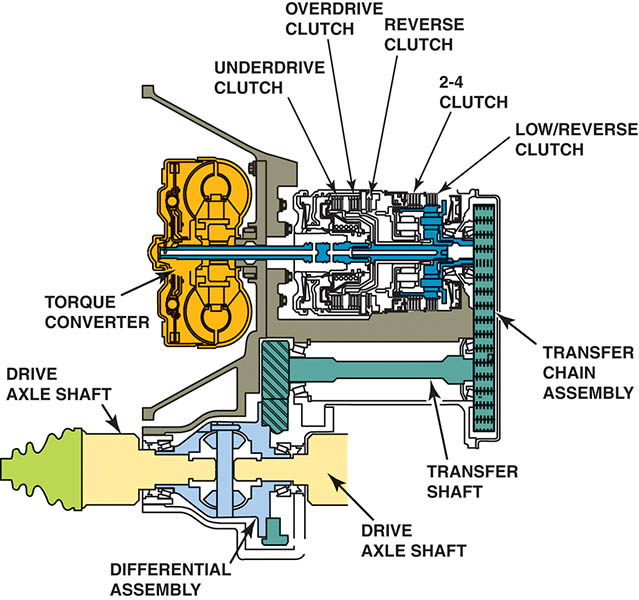 OVERDRIVE
CLUTCH
REVERSE
CLUTCH
UNDERDRIVE
CLUTCH
2-4
CLUTCH
LOW/REVERSE
CLUTCH
TORQUE
CONVERTER
TRANSFER
CHAIN
ASSEMBLY
DRIVE
AXLE SHAFT
TRANSFER
SHAFT
DRIVE
AXLE SHAFT
DIFFERENTIAL
ASSEMBLY